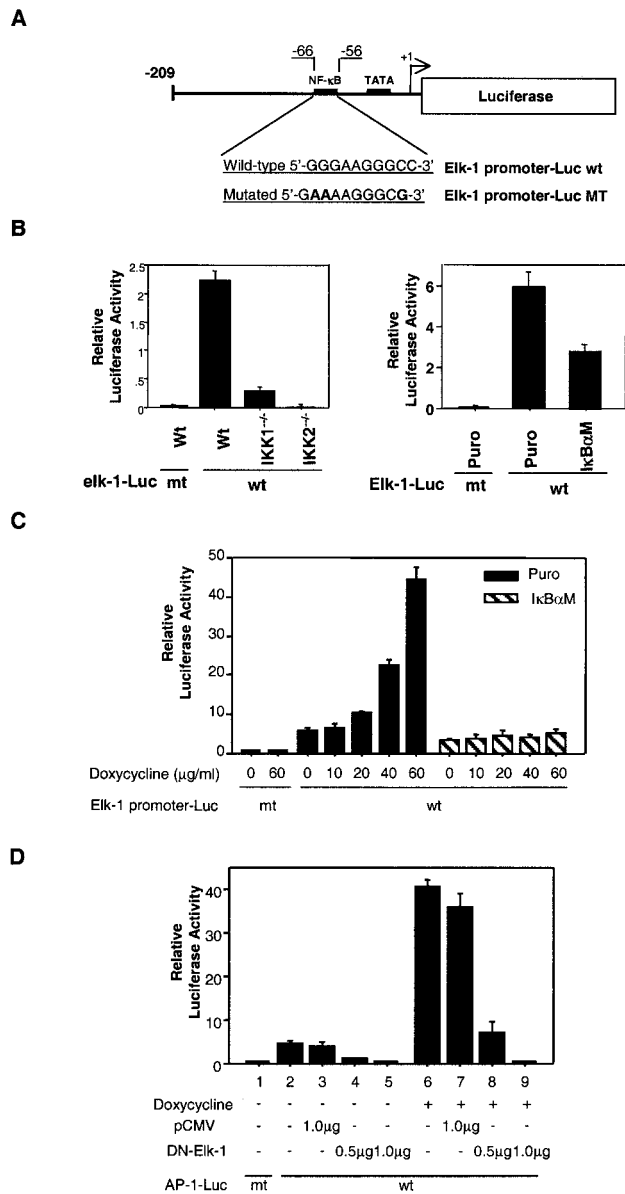 A
-66 -56
+1
-209
NF-κB TATA
Luciferase
Wild-type 5'-GGGAAGGGCC-3' Elk-1 promoter-Luc wt
Mutated 5'-GAAAAGGGCG-3' Elk-1 promoter-Luc MT
B
Relative
Luciferase Activity
2.5
2
1.5
1
.5
0
Wt
Wt
IKK1-/-
IKK2-/-
elk-1-Luc mt wt
Relative
Luciferase Activity
6
4
2
0
Puro
Puro
IκBαM
Elk-1-Luc mt wt
C
Relative
Luciferase Activity
50
40
30
20
10
0
Puro
IκBαM
Doxycycline (μg/ml) 0 60 0 10 20 40 60 0 10 20 40 60
Elk-1 promoter-Luc mt wt
D
Relative
Luciferase Activity
40
30
20
10
0
1 2 3 4 5 6 7 8 9
Doxycycline - - - - - + + + +
pCMV - - 1.0μg - - - 1.0μg - -
DN-Elk-1 - - - 0.5μg 1.0μg - - 0.5μg 1.0μg
AP-1-Luc mt wt